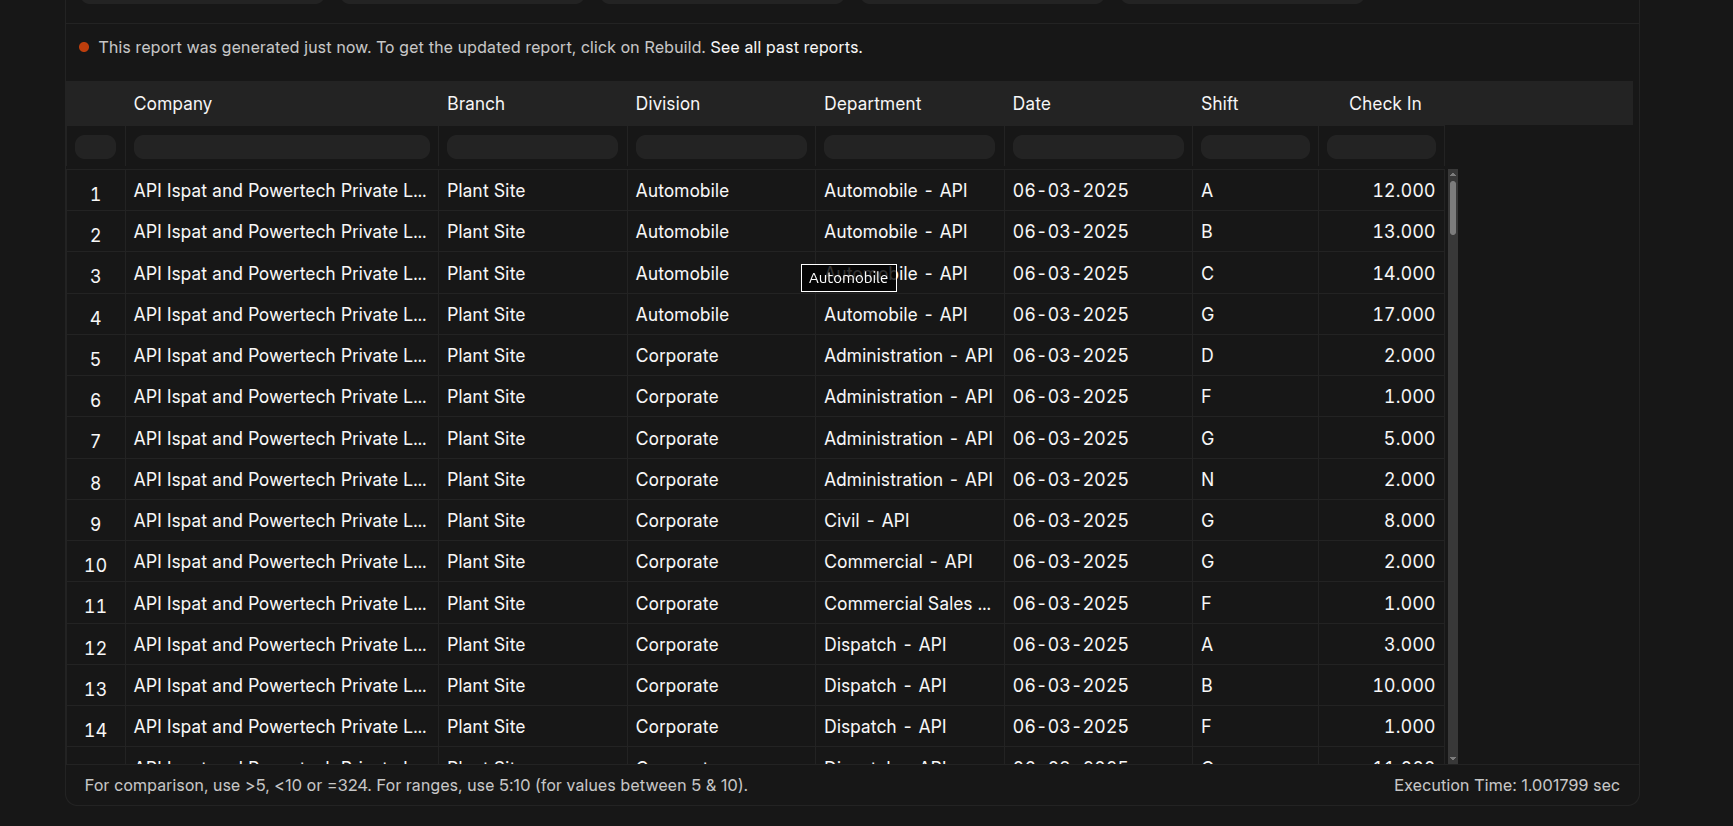 This report was generated just now. To get the updated report, click on Rebuild. See all past reports.
Company Branch Division Department Date Shift Check In
1 API Ispat and Powertech Private L... Plant Site Automobile Automobile - API 06-03-2025 A 12.000
2 API Ispat and Powertech Private L... Plant Site Automobile Automobile - API 06-03-2025 B 13.000
3 API Ispat and Powertech Private L... Plant Site Automobile Automobile - API 06-03-2025 C 14.000
Automobile
4 API Ispat and Powertech Private L... Plant Site Automobile Automobile - API 06-03-2025 G 17.000
5 API Ispat and Powertech Private L... Plant Site Corporate Administration - API 06-03-2025 D 2.000
6 API Ispat and Powertech Private L... Plant Site Corporate Administration - API 06-03-2025 F 1.000
7 API Ispat and Powertech Private L... Plant Site Corporate Administration - API 06-03-2025 G 5.000
8 API Ispat and Powertech Private L... Plant Site Corporate Administration - API 06-03-2025 N 2.000
9 API Ispat and Powertech Private L... Plant Site Corporate Civil - API 06-03-2025 G 8.000
10 API Ispat and Powertech Private L... Plant Site Corporate Commercial - API 06-03-2025 G 2.000
11 API Ispat and Powertech Private L... Plant Site Corporate Commercial Sales ... 06-03-2025 F 1.000
12 API Ispat and Powertech Private L... Plant Site Corporate Dispatch - API 06-03-2025 A 3.000
13 API Ispat and Powertech Private L... Plant Site Corporate Dispatch - API 06-03-2025 B 10.000
14 API Ispat and Powertech Private L... Plant Site Corporate Dispatch - API 06-03-2025 F 1.000
For comparison, use >5, <10 or =324. For ranges, use 5:10 (for values between 5 & 10). Execution Time: 1.001799 sec